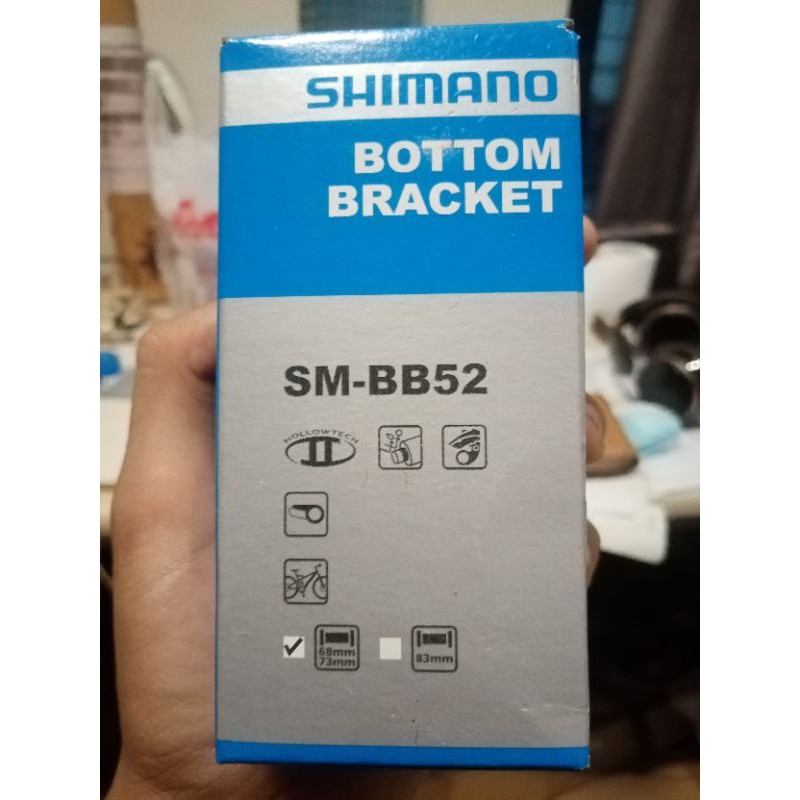 SHIMANO
BOTTOM
BRACKET
SM-BB52
HOLLOWTECH
II
68mm
73mm
83mm